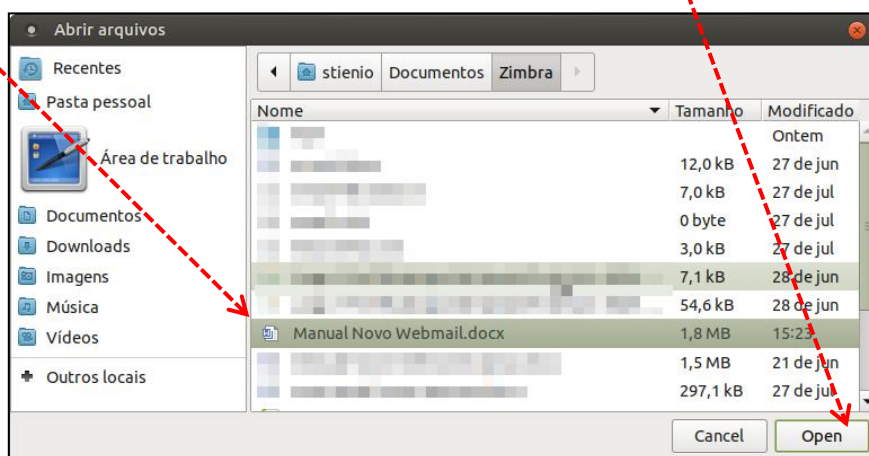 Abrir arquivos
Recentes
Pasta pessoal
Área de trabalho
Documentos
Downloads
Imagens
Música
Vídeos
Outros locais
stienio Documentos Zimbra
Nome Tamanho Modificado
Ontem
12,0 kB 27 de jun
7,0 kB 27 de jul
0 byte 27 de jul
3,0 kB 27 de jul
7,1 kB 28 de jun
54,6 kB 28 de jun
Manual Novo Webmail.docx 1,8 MB 15:23
1,5 MB 21 de jun
297,1 kB 27 de jul
Cancel Open